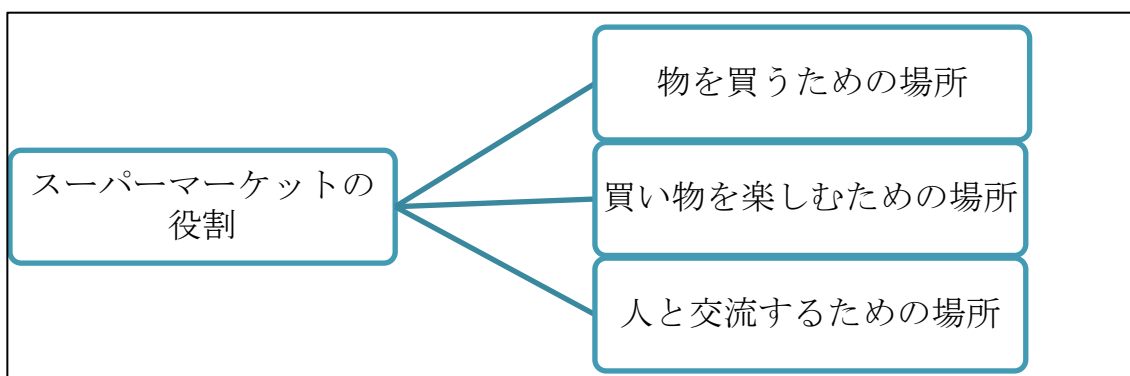 スーパーマーケットの
役割
物を買うための場所
買い物を楽しむための場所
人と交流するための場所